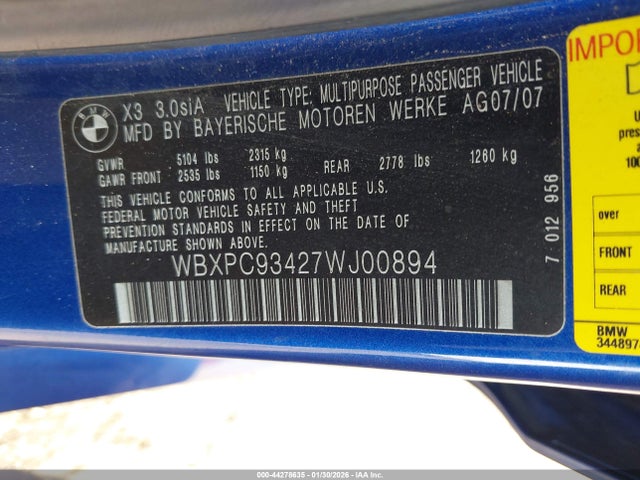 BMW
X3 3.0siA VEHICLE TYPE, MULTIPURPOSE PASSENGER VEHICLE
MFD BY BAYERISCHE MOTOREN WERKE AG07/07
GVWR 5104 lbs 2315 kg
GAWR FRONT 2535 lbs 1150 kg REAR 2778 lbs 1260 kg
THIS VEHICLE CONFORMS TO ALL APPLICABLE U.S.
FEDERAL MOTOR VEHICLE SAFETY AND THEFT
PREVENTION STANDARDS IN EFFECT ON THE DATE OF
MANUFACTURE SHOWN ABOVE.
WBXPC93427WJ00894
7 012 956
over
FRONT
REAR
BMW
000-44278635 - 01/30/2026 - IAAI.COM